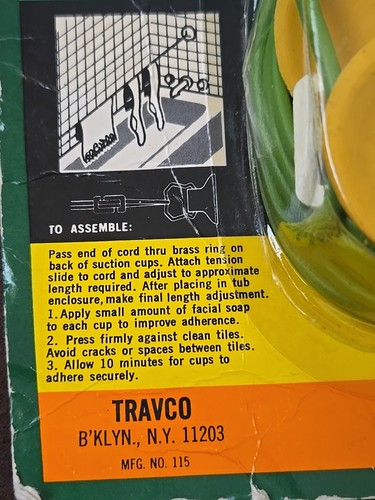 TO ASSEMBLE:
Pass end of cord thru brass ring on
back of suction cups. Attach tension
slide to cord and adjust to approximate
length required. After placing in tub
enclosure, make final length adjustment.
1. Apply small amount of facial soap
to each cup to improve adherence.
2. Press firmly against clean tiles.
Avoid cracks or spaces between tiles.
3. Allow 10 minutes for cups to
adhere securely.
TRAVCO
B'KLYN., N.Y. 11203
MFG. NO. 115